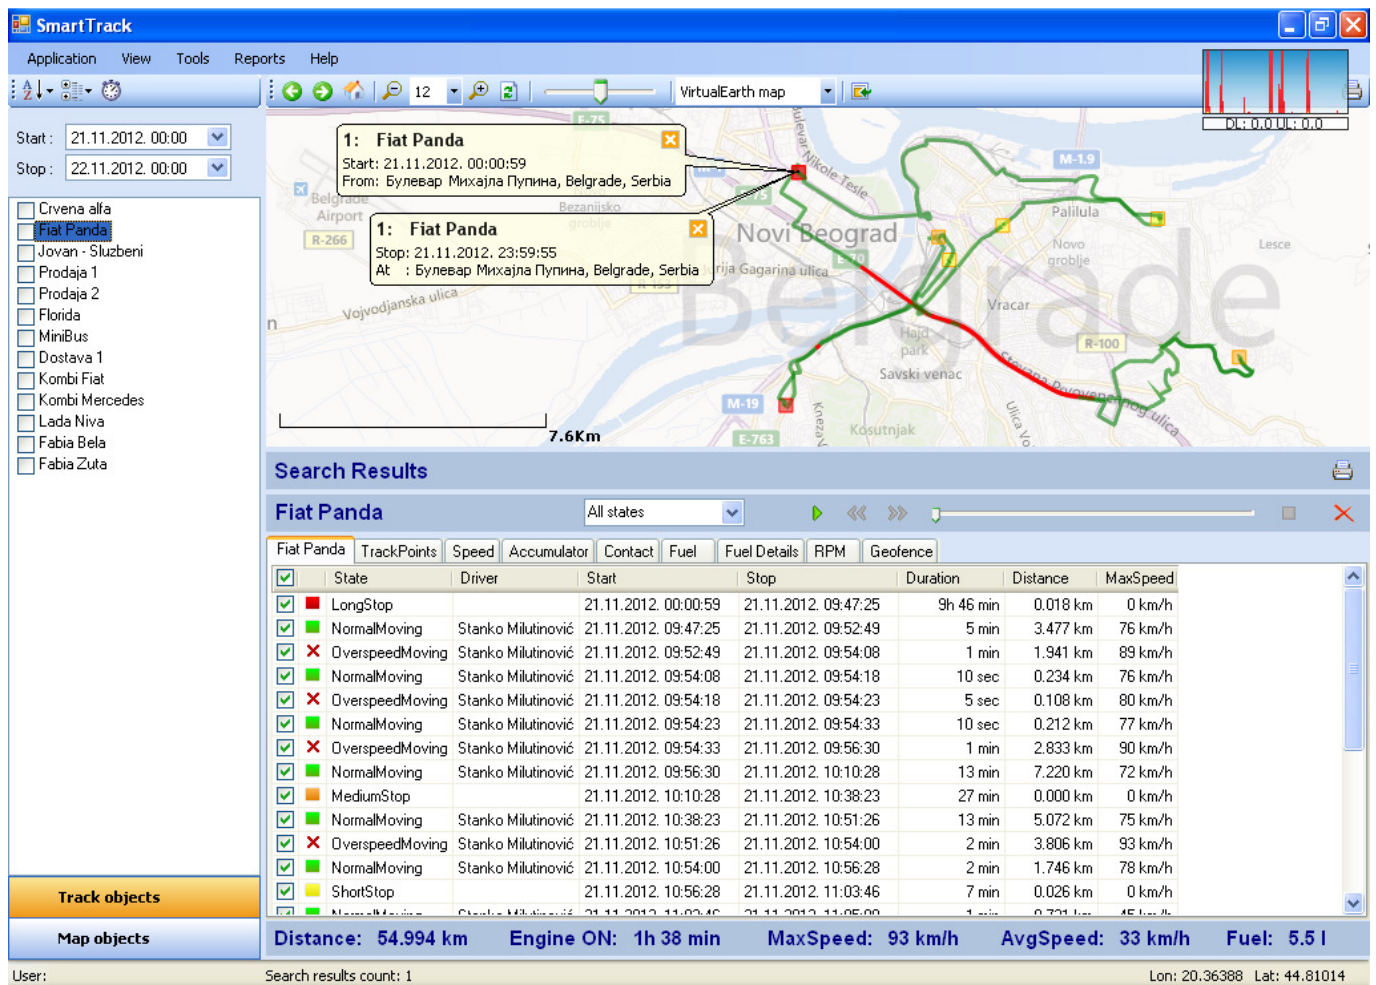 SmartTrack
Application View Tools Reports Help
12 VirtualEarth map
DL: 0.0 UL: 0.0
Start : 21.11.2012. 00:00
Stop : 22.11.2012. 00:00
Crvena alfa
Fiat Panda
Jovan - Sluzbeni
Prodaja 1
Prodaja 2
Florida
MiniBus
Dostava 1
Kombi Fiat
Kombi Mercedes
Lada Niva
Fabia Bela
Fabia Zuta
Track objects
Map objects
E-75
1: Fiat Panda
Start: 21.11.2012. 00:00:59
From: Булевар Михајла Пупина, Belgrade, Serbia
1: Fiat Panda
Stop: 21.11.2012. 23:59:55
At : Булевар Михајла Пупина, Belgrade, Serbia
Bulevar Nikole Tesle
M-1.9
Belgrade
Airport
Bezanijsko
groblje
R-266
Palilula
Novi Beograd
Novo
groblje
Lesce
E-70
Gagarina ulica
Vojvodjanska ulica
Belgrade
Vracar
Hajd
park
R-100
Savski venac
M-19
Kosutnjak
E-763
7.6Km
Search Results
Fiat Panda All states
Fiat Panda TrackPoints Speed Accumulator Contact Fuel Fuel Details RPM Geofence
State Driver Start Stop Duration Distance MaxSpeed
LongStop 21.11.2012. 00:00:59 21.11.2012. 09:47:25 9h 46 min 0.018 km 0 km/h
NormalMoving Stanko Milutinović 21.11.2012. 09:47:25 21.11.2012. 09:52:49 5 min 3.477 km 76 km/h
OverspeedMoving Stanko Milutinović 21.11.2012. 09:52:49 21.11.2012. 09:54:08 1 min 1.941 km 89 km/h
NormalMoving Stanko Milutinović 21.11.2012. 09:54:08 21.11.2012. 09:54:18 10 sec 0.234 km 76 km/h
OverspeedMoving Stanko Milutinović 21.11.2012. 09:54:18 21.11.2012. 09:54:23 5 sec 0.108 km 80 km/h
NormalMoving Stanko Milutinović 21.11.2012. 09:54:23 21.11.2012. 09:54:33 10 sec 0.212 km 77 km/h
OverspeedMoving Stanko Milutinović 21.11.2012. 09:54:33 21.11.2012. 09:56:30 1 min 2.833 km 90 km/h
NormalMoving Stanko Milutinović 21.11.2012. 09:56:30 21.11.2012. 10:10:28 13 min 7.220 km 72 km/h
MediumStop 21.11.2012. 10:10:28 21.11.2012. 10:38:23 27 min 0.000 km 0 km/h
NormalMoving Stanko Milutinović 21.11.2012. 10:38:23 21.11.2012. 10:51:26 13 min 5.072 km 75 km/h
OverspeedMoving Stanko Milutinović 21.11.2012. 10:51:26 21.11.2012. 10:54:00 2 min 3.806 km 93 km/h
NormalMoving Stanko Milutinović 21.11.2012. 10:54:00 21.11.2012. 10:56:28 2 min 1.746 km 78 km/h
ShortStop 21.11.2012. 10:56:28 21.11.2012. 11:03:46 7 min 0.026 km 0 km/h
Distance: 54.994 km Engine ON: 1h 38 min MaxSpeed: 93 km/h AvgSpeed: 33 km/h Fuel: 5.5 l
User: Search results count: 1 Lon: 20.36388 Lat: 44.81014